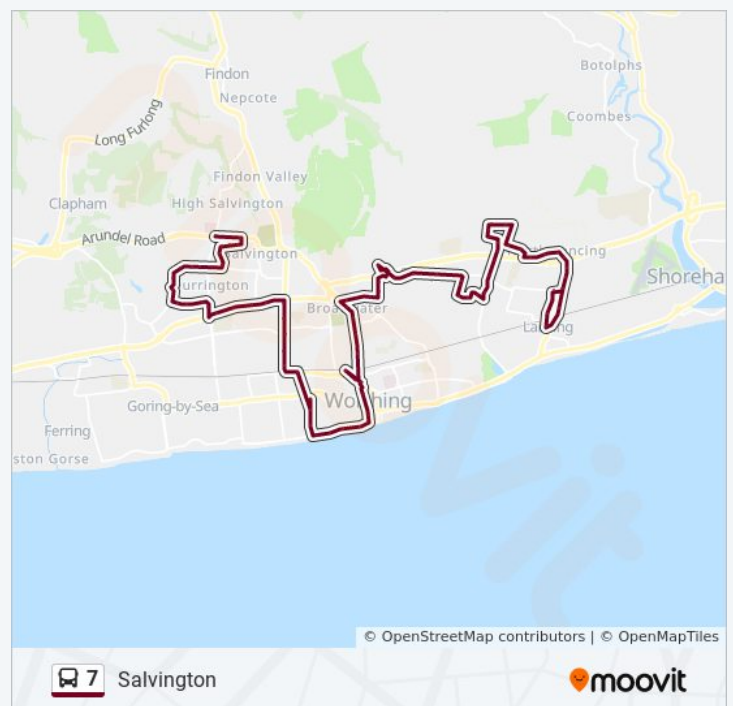 Findon
Nepcote
Botolphs
Coombes
Long Furlong
Findon Valley
Clapham
High Salvington
Arundel Road
Salvington
Shoreha
Broadwater
Lancing
Worthing
Goring-by-Sea
Ferring
ston Gorse
© OpenStreetMap contributors | © OpenMapTiles
7 Salvington
moovit